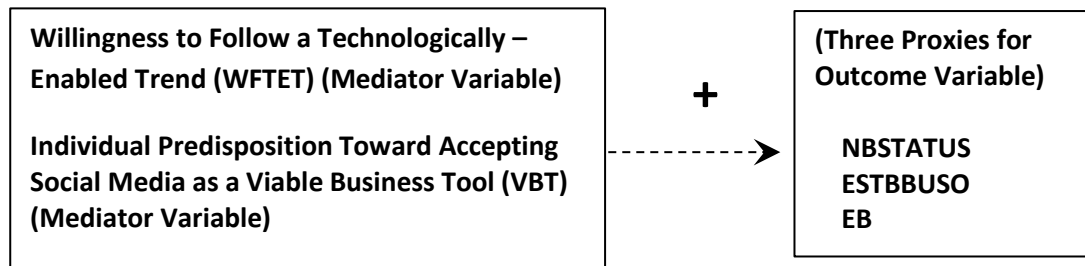 Willingness to Follow a Technologically –
Enabled Trend (WFTET) (Mediator Variable)
Individual Predisposition Toward Accepting
Social Media as a Viable Business Tool (VBT)
(Mediator Variable)
+
(Three Proxies for
Outcome Variable)
NBSTATUS
ESTBBUSO
EB